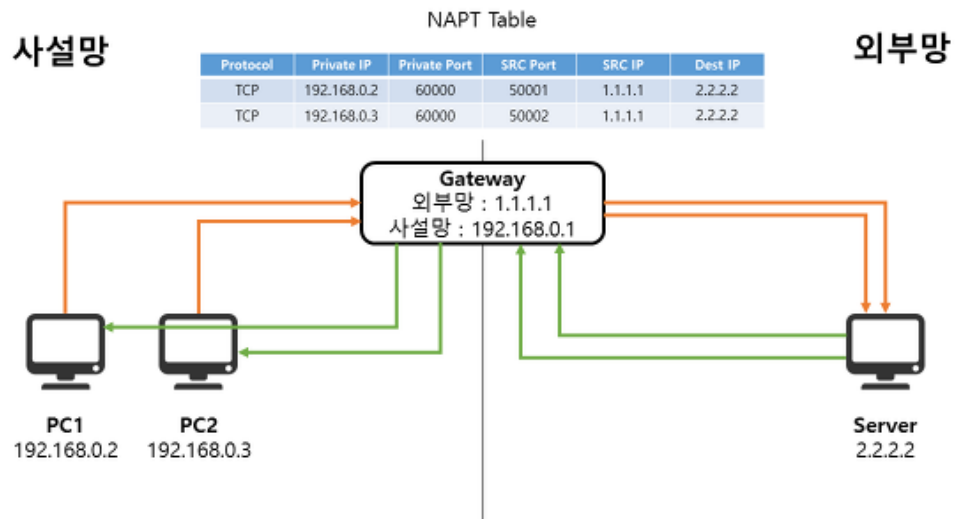 NAPT Table
사설망
외부망
Protocol Private IP Private Port SRC Port SRC IP Dest IP
TCP 192.168.0.2 60000 50001 1.1.1.1 2.2.2.2
TCP 192.168.0.3 60000 50002 1.1.1.1 2.2.2.2
Gateway
외부망 : 1.1.1.1
사설망 : 192.168.0.1
PC1
192.168.0.2
PC2
192.168.0.3
Server
2.2.2.2